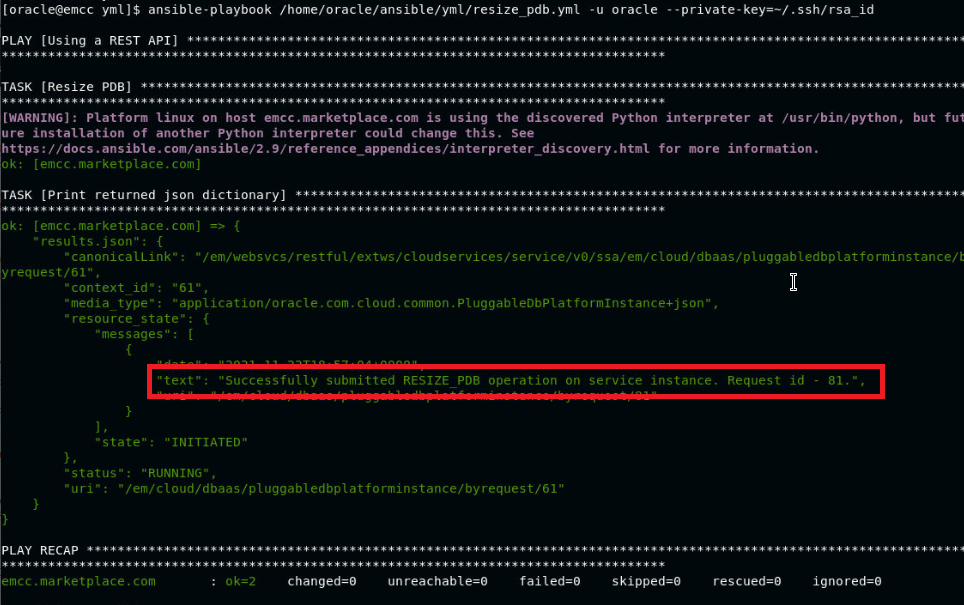 [oracle@emcc yml]$ ansible-playbook /home/oracle/ansible/yml/resize_pdb.yml -u oracle --private-key=~/.ssh/rsa_id
PLAY [Using a REST API] ****************************************************************************************************
*************************************************************************************
TASK [Resize PDB] **********************************************************************************************************
*************************************************************************************
[WARNING]: Platform linux on host emcc.marketplace.com is using the discovered Python interpreter at /usr/bin/python, but fut
ure installation of another Python interpreter could change this. See
https://docs.ansible.com/ansible/2.9/reference_appendices/interpreter_discovery.html for more information.
ok: [emcc.marketplace.com]
TASK [Print returned json dictionary] **************************************************************************************
*************************************************************************************
ok: [emcc.marketplace.com] => {
    "results.json": {
        "canonicalLink": "/em/websvcs/restful/extws/cloudservices/service/v0/ssa/em/cloud/dbaas/pluggabledbplatforminstance/b
yrequest/61",
        "context_id": "61",
        "media_type": "application/oracle.com.cloud.common.PluggableDbPlatformInstance+json",
        "resource_state": {
            "messages": [
                {
                    "date": "2021-11-22T18:57:04+0000",
                    "text": "Successfully submitted RESIZE_PDB operation on service instance. Request id - 81.",
                    "uri": "/em/cloud/dbaas/pluggabledbplatforminstance/byrequest/81"
                }
            ],
            "state": "INITIATED"
        },
        "status": "RUNNING",
        "uri": "/em/cloud/dbaas/pluggabledbplatforminstance/byrequest/61"
    }
}
PLAY RECAP *****************************************************************************************************************
*************************************************************************************
emcc.marketplace.com       : ok=2    changed=0    unreachable=0    failed=0    skipped=0    rescued=0    ignored=0